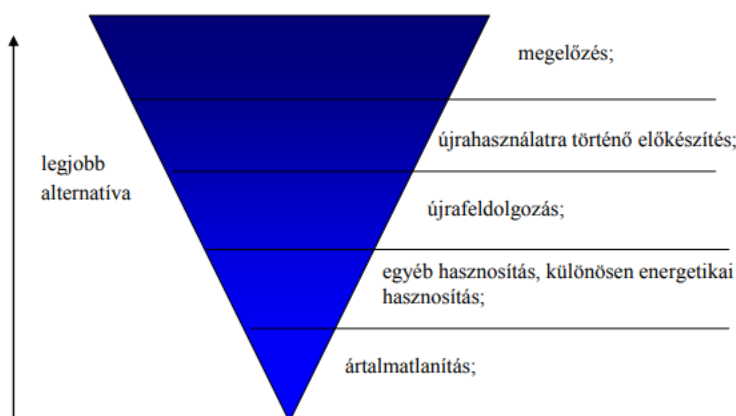 megelőzés;
újrahasználatra történő előkészítés;
legjobb
alternatíva
újrafeldolgozás;
egyéb hasznosítás, különösen energetikai
hasznosítás;
ártalmatlanítás;